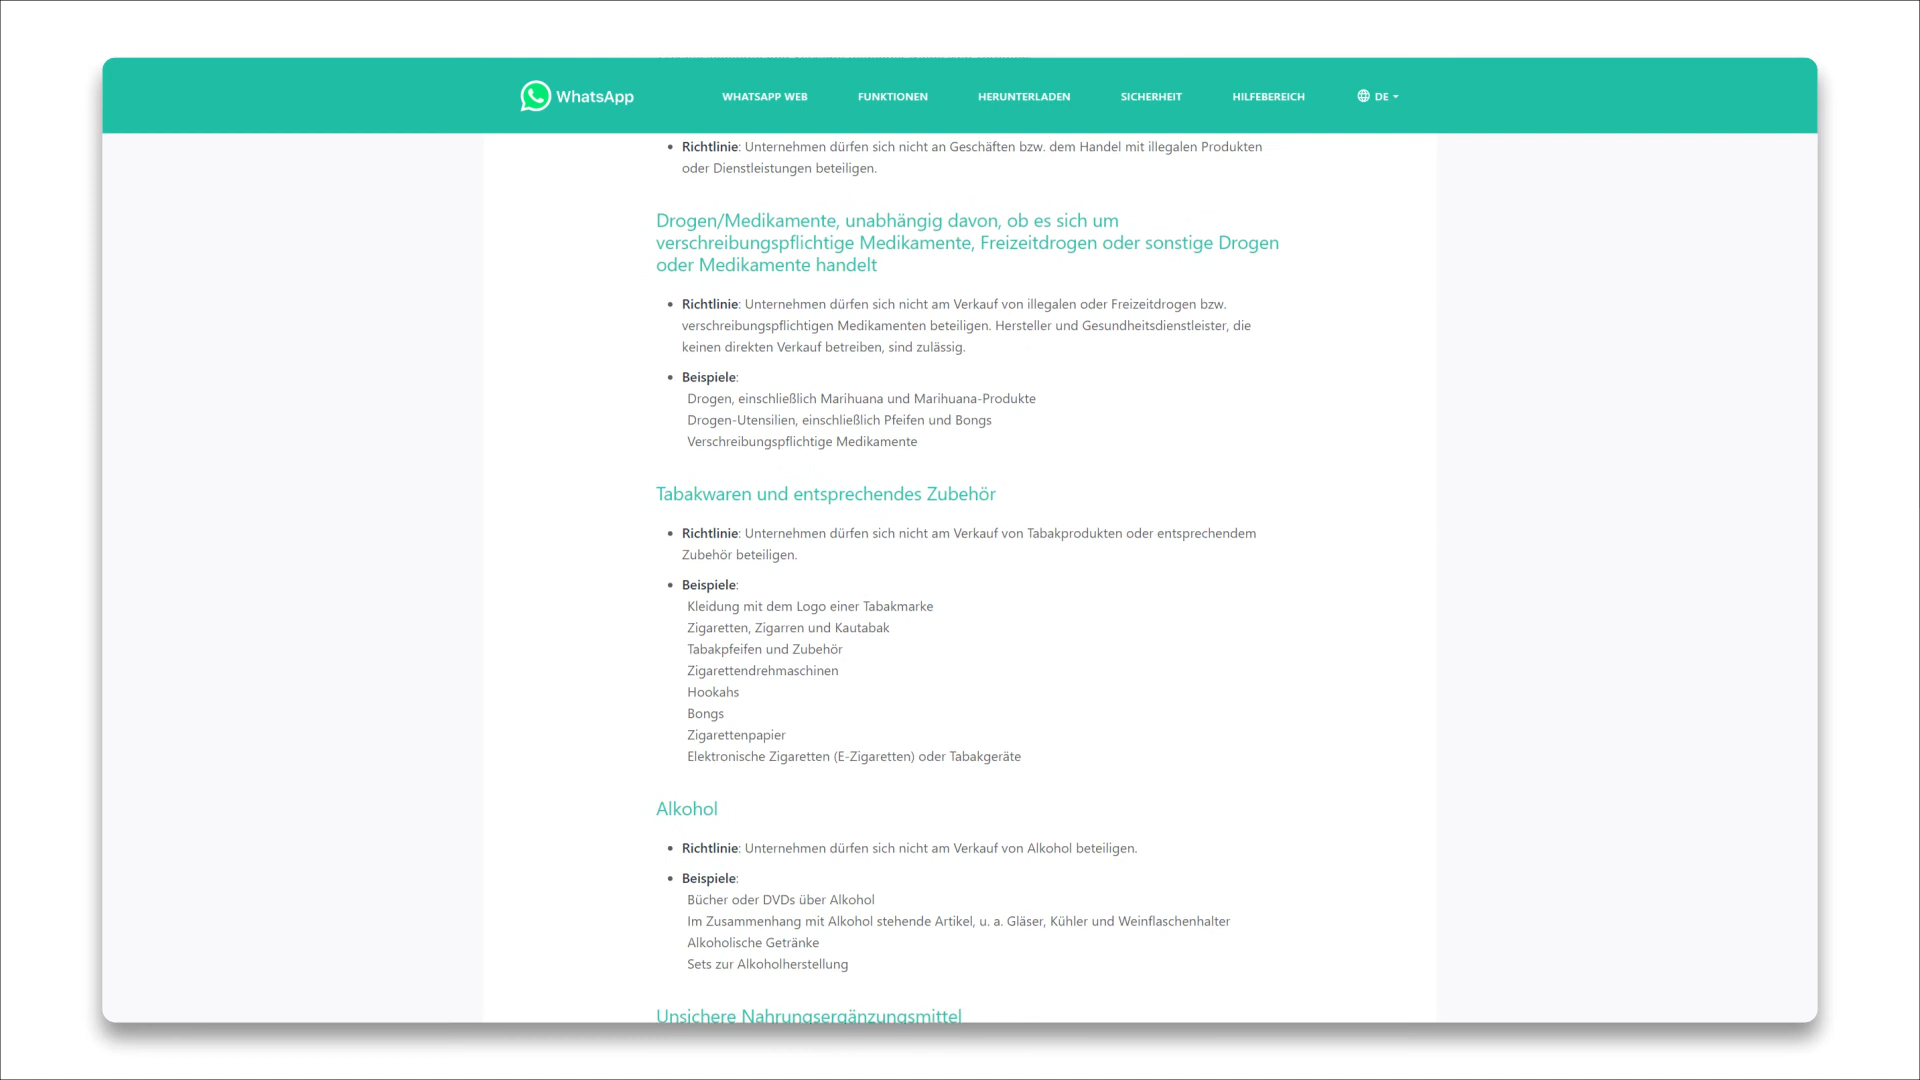 WhatsApp
WHATSAPP WEB
FUNKTIONEN
HERUNTERLADEN
SICHERHEIT
HILFEBEREICH
DE
• Richtlinie: Unternehmen dürfen sich nicht an Geschäften bzw. dem Handel mit illegalen Produkten
oder Dienstleistungen beteiligen.
Drogen/Medikamente, unabhängig davon, ob es sich um
verschreibungspflichtige Medikamente, Freizeitdrogen oder sonstige Drogen
oder Medikamente handelt
• Richtlinie: Unternehmen dürfen sich nicht am Verkauf von illegalen oder Freizeitdrogen bzw.
verschreibungspflichtigen Medikamenten beteiligen. Hersteller und Gesundheitsdienstleister, die
keinen direkten Verkauf betreiben, sind zulässig.
• Beispiele:
Drogen, einschließlich Marihuana und Marihuana-Produkte
Drogen-Utensilien, einschließlich Pfeifen und Bongs
Verschreibungspflichtige Medikamente
Tabakwaren und entsprechendes Zubehör
• Richtlinie: Unternehmen dürfen sich nicht am Verkauf von Tabakprodukten oder entsprechendem
Zubehör beteiligen.
• Beispiele:
Kleidung mit dem Logo einer Tabakmarke
Zigaretten, Zigarren und Kautabak
Tabakpfeifen und Zubehör
Zigarettendrehmaschinen
Hookahs
Bongs
Zigarettenpapier
Elektronische Zigaretten (E-Zigaretten) oder Tabakgeräte
Alkohol
• Richtlinie: Unternehmen dürfen sich nicht am Verkauf von Alkohol beteiligen.
• Beispiele:
Bücher oder DVDs über Alkohol
Im Zusammenhang mit Alkohol stehende Artikel, u. a. Gläser, Kühler und Weinflaschenhalter
Alkoholische Getränke
Sets zur Alkoholherstellung
Unsichere Nahrungsergänzungsmittel